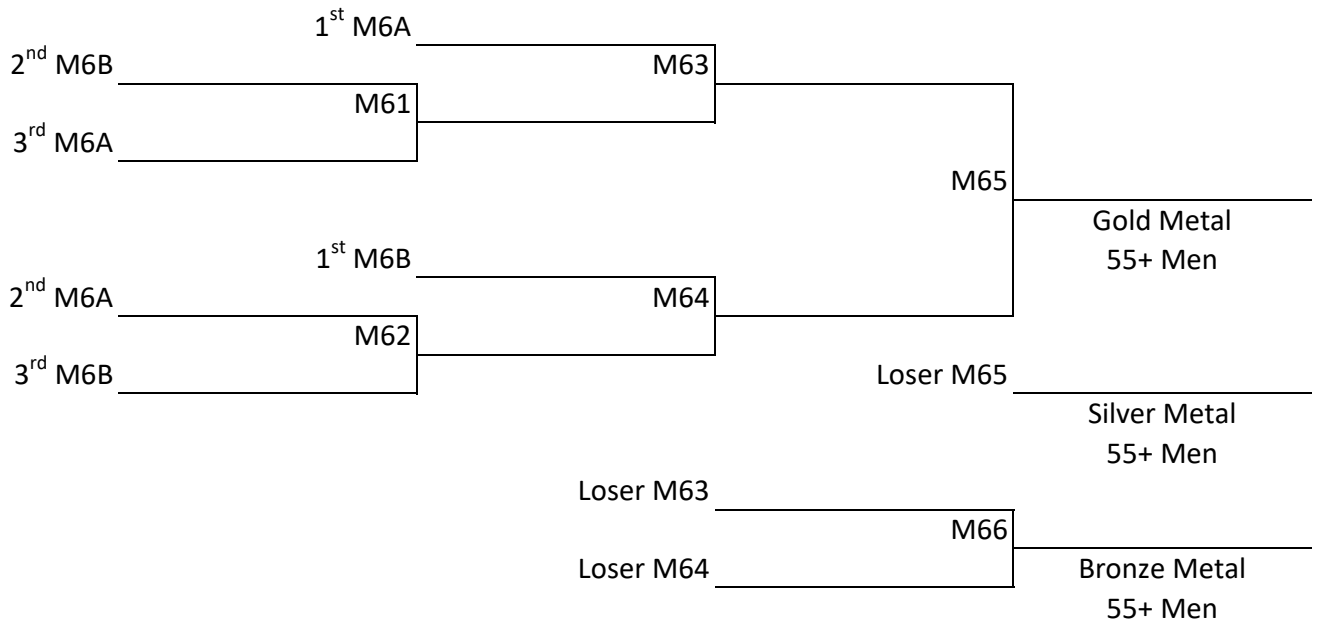 1st M6A
2nd M6B
M63
M61
3rd M6A
M65
Gold Metal
55+ Men
1st M6B
2nd M6A
M64
M62
3rd M6B
Loser M65
Silver Metal
55+ Men
Loser M63
M66
Loser M64
Bronze Metal
55+ Men